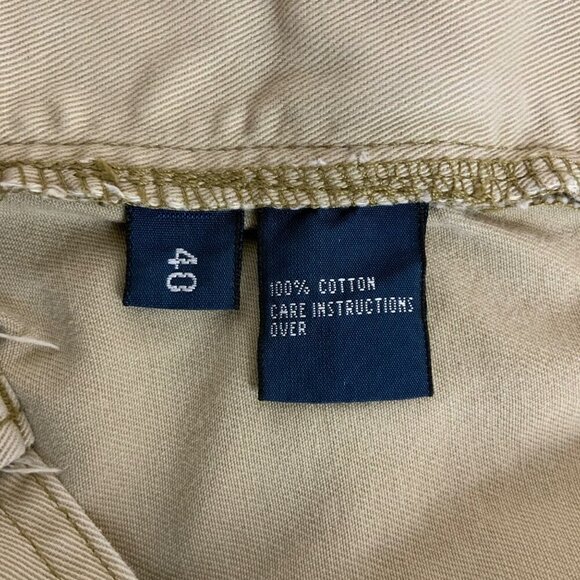 40
100% COTTON
CARE INSTRUCTIONS
OVER